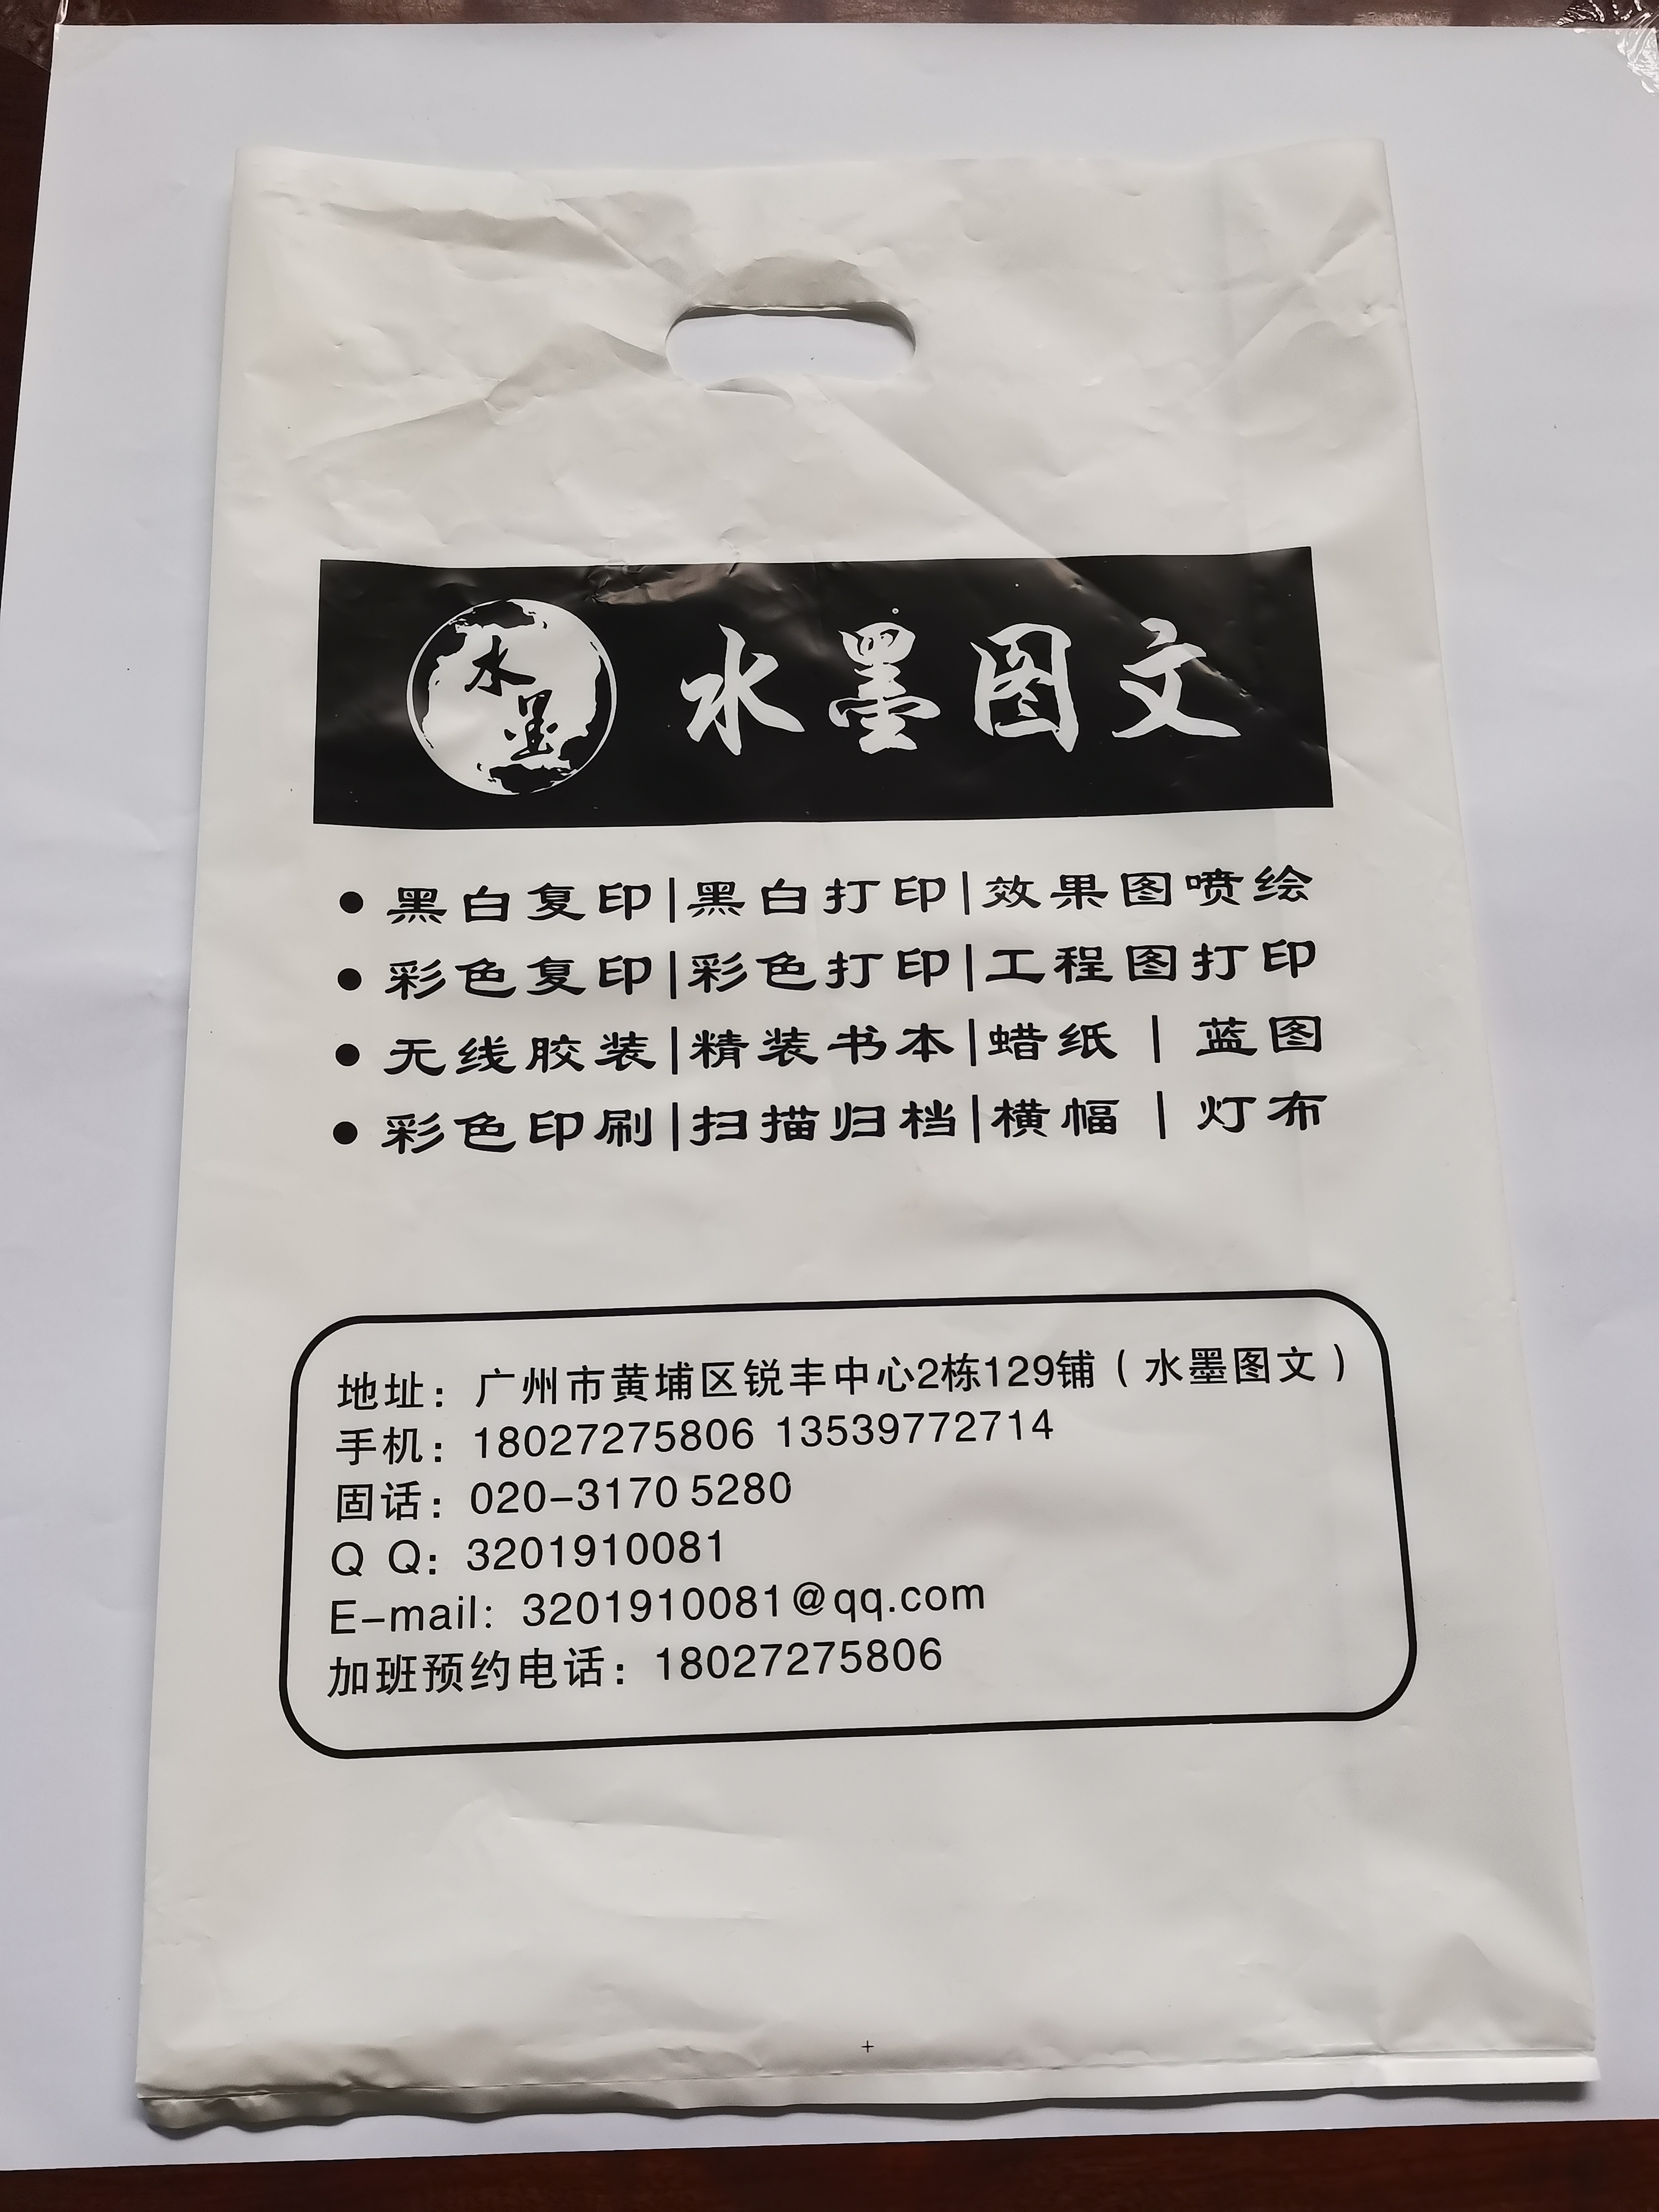 水墨
水墨图文
● 黑白复印|黑白打印|效果图喷绘
● 彩色复印|彩色打印|工程图打印
● 无线胶装|精装书本|蜡纸 | 蓝图
● 彩色印刷|扫描归档|横幅 | 灯布
地址：广州市黄埔区锐丰中心2栋129铺（水墨图文）
手机：18027275806 13539772714
固话：020-3170 5280
Q Q：3201910081
E-mail：3201910081@qq.com
加班预约电话：18027275806